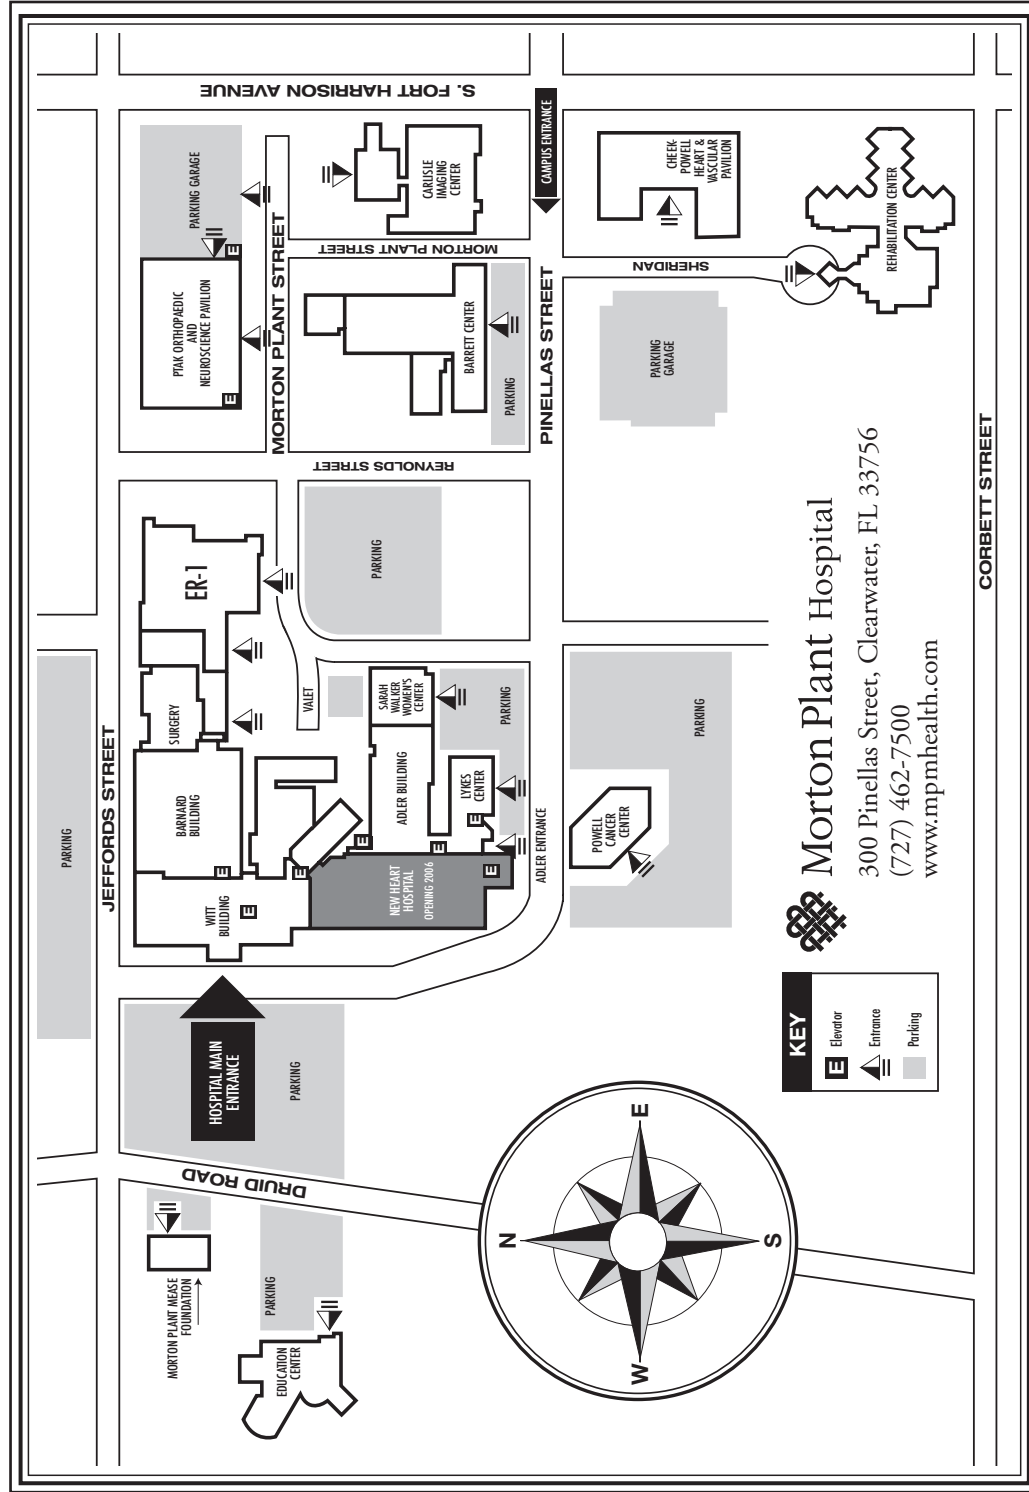 S. FORT HARRISON AVENUE
PARKING GARAGE
PTAK ORTHOPAEDIC
AND
NEUROSCIENCE PAVILION
E
E
MORTON PLANT STREET
CARLISLE
IMAGING
CENTER
MORTON PLANT STREET
BARRETT CENTER
PARKING
CAMPUS ENTRANCE
PINELLAS STREET
CHEEK-
POWELL
HEART &
VASCULAR
PAVILION
SHERIDAN
REHABILITATION CENTER
PARKING
GARAGE
REYNOLDS STREET
CORBETT STREET
JEFFORDS STREET
PARKING
ER-1
SURGERY
BARNARD
BUILDING
E
WITT
BUILDING
E
E
VALET
PARKING
SARAH
WALKER
WOMEN'S
CENTER
ADLER BUILDING
E
E
LYKES
CENTER
E
PARKING
NEW HEART
HOSPITAL
OPENING 2006
E
ADLER ENTRANCE
POWELL
CANCER
CENTER
PARKING
HOSPITAL MAIN
ENTRANCE
PARKING
DRUID ROAD
MORTON PLANT MEASE
FOUNDATION
PARKING
EDUCATION
CENTER
N
E
S
W
Morton Plant Hospital
300 Pinellas Street, Clearwater, FL 33756
(727) 462-7500
www.mpmhealth.com
KEY
E Elevator
Entrance
Parking